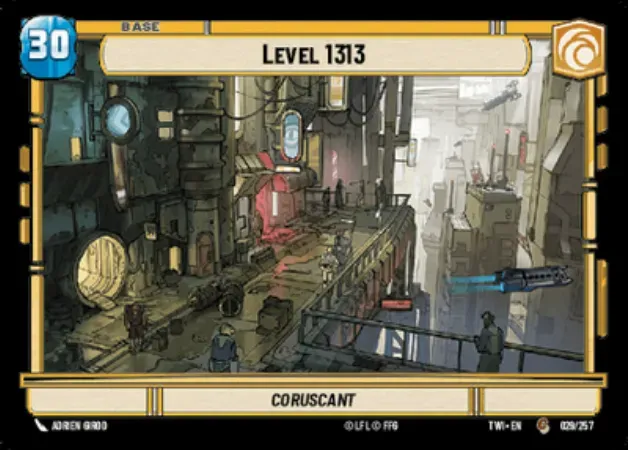 BASE
30
LEVEL 1313
CORUSCANT
ADRIEN GIROD
© LFL © FFG
TWI • EN
029/257